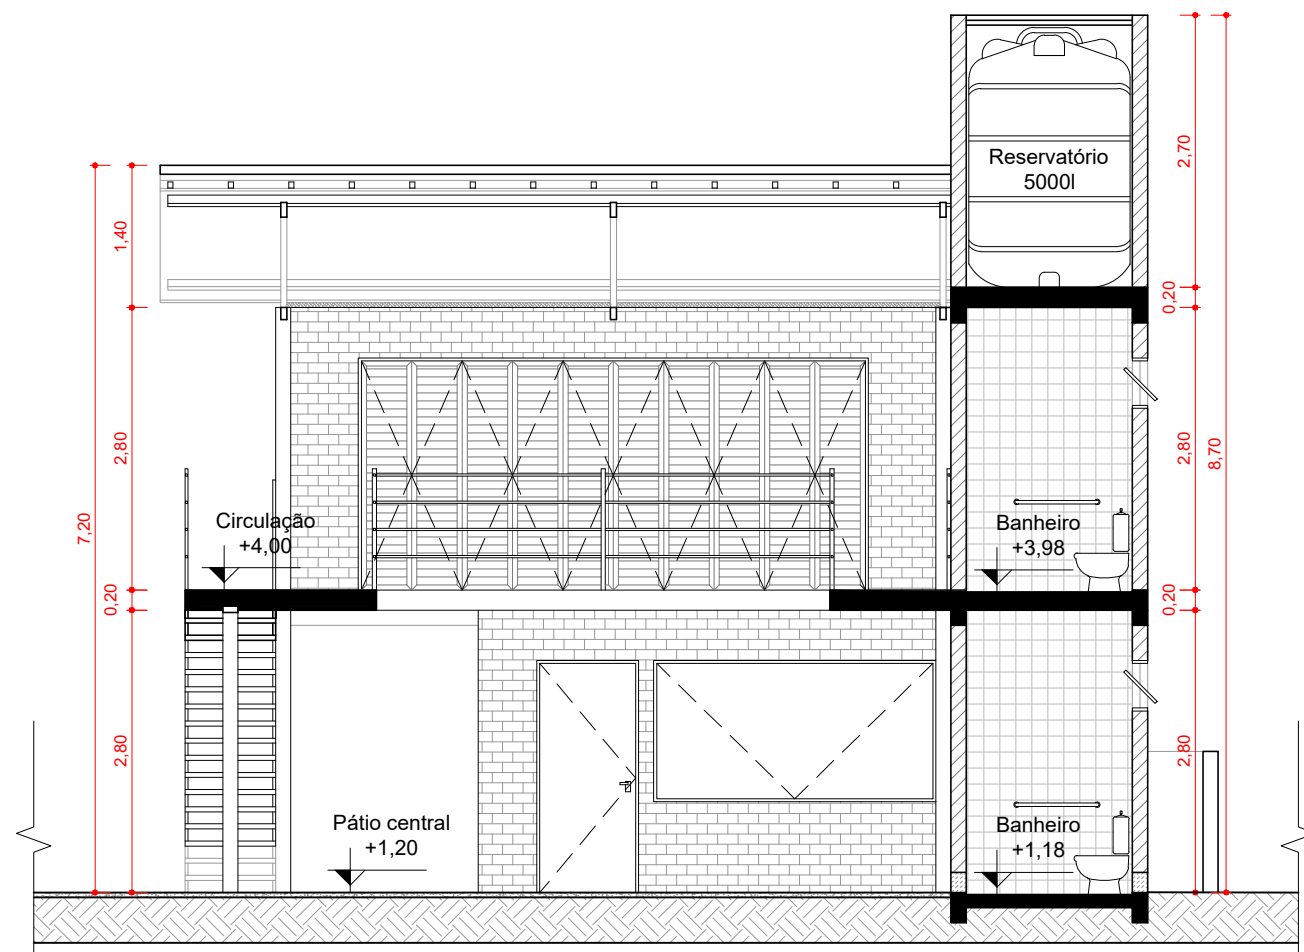 Reservatório
5000l
2,70
1,40
0,20
2,80
2,80
8,70
7,20
Circulação
+4,00
Banheiro
+3,98
0,20
0,20
2,80
2,80
Pátio central
+1,20
Banheiro
+1,18